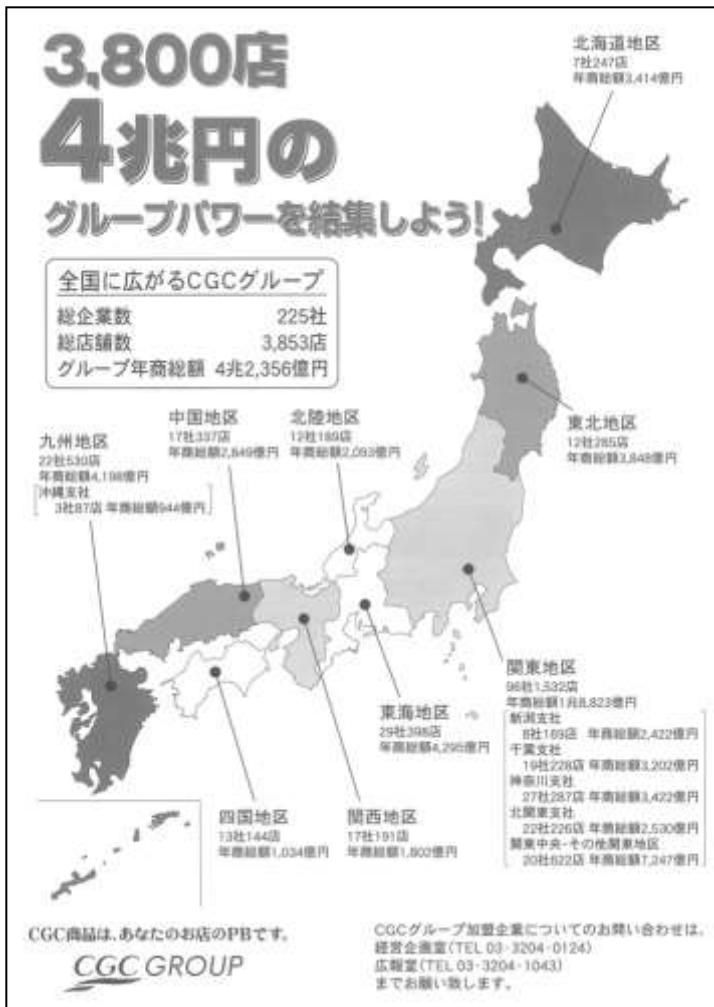 3,800店
4兆円の
グループパワーを結集しよう!
全国に広がるCGCグループ
総企業数 225社
総店舗数 3,853店
グループ年商総額 4兆2,356億円
北海道地区
7社247店
年商総額3,414億円
東北地区
12社285店
年商総額3,848億円
北陸地区
12社189店
年商総額2,093億円
中国地区
17社337店
年商総額2,849億円
九州地区
22社530店
年商総額4,198億円
沖縄支社
3社87店 年商総額944億円
関東地区
96社1,532店
年商総額1兆8,823億円
新潟支社
8社169店 年商総額2,422億円
千葉支社
19社228店 年商総額3,202億円
神奈川支社
27社287店 年商総額3,422億円
北関東支社
22社226店 年商総額2,530億円
関東中央・その他関東地区
20社622店 年商総額7,247億円
東海地区
29社398店
年商総額4,295億円
関西地区
17社191店
年商総額1,802億円
四国地区
13社144店
年商総額1,034億円
CGC商品は、あなたのお店のPBです。
CGC GROUP
CGCグループ加盟企業についてのお問い合わせは、
経営企画室(TEL 03-3204-0124)
広報室(TEL 03-3204-1043)
までお願い致します。